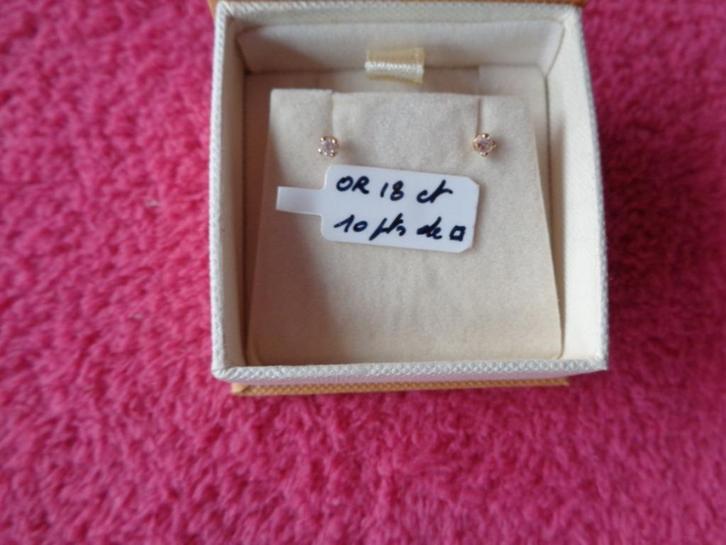 OR 18 ct
10 pts de ◻